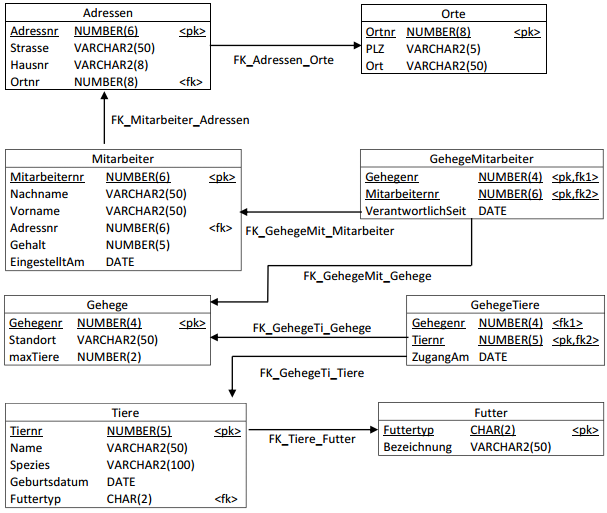 Adressen
Adressnr NUMBER(6) <pk>
Strasse VARCHAR2(50)
Hausnr VARCHAR2(8)
Ortnr NUMBER(8) <fk>
Orte
Ortnr NUMBER(8) <pk>
PLZ VARCHAR2(5)
Ort VARCHAR2(50)
FK_Adressen_Orte
FK_Mitarbeiter_Adressen
Mitarbeiter
Mitarbeiternr NUMBER(6) <pk>
Nachname VARCHAR2(50)
Vorname VARCHAR2(50)
Adressnr NUMBER(6) <fk>
Gehalt NUMBER(5)
EingestelltAm DATE
GehegeMitarbeiter
Gehegenr NUMBER(4) <pk,fk1>
Mitarbeiternr NUMBER(6) <pk,fk2>
VerantwortlichSeit DATE
FK_GehegeMit_Mitarbeiter
FK_GehegeMit_Gehege
Gehege
Gehegenr NUMBER(4) <pk>
Standort VARCHAR2(50)
maxTiere NUMBER(2)
GehegeTiere
Gehegenr NUMBER(4) <fk1>
Tiernr NUMBER(5) <pk,fk2>
ZugangAm DATE
FK_GehegeTi_Gehege
FK_GehegeTi_Tiere
Tiere
Tiernr NUMBER(5) <pk>
Name VARCHAR2(50)
Spezies VARCHAR2(100)
Geburtsdatum DATE
Futtertyp CHAR(2) <fk>
FK_Tiere_Futter
Futter
Futtertyp CHAR(2) <pk>
Bezeichnung VARCHAR2(50)